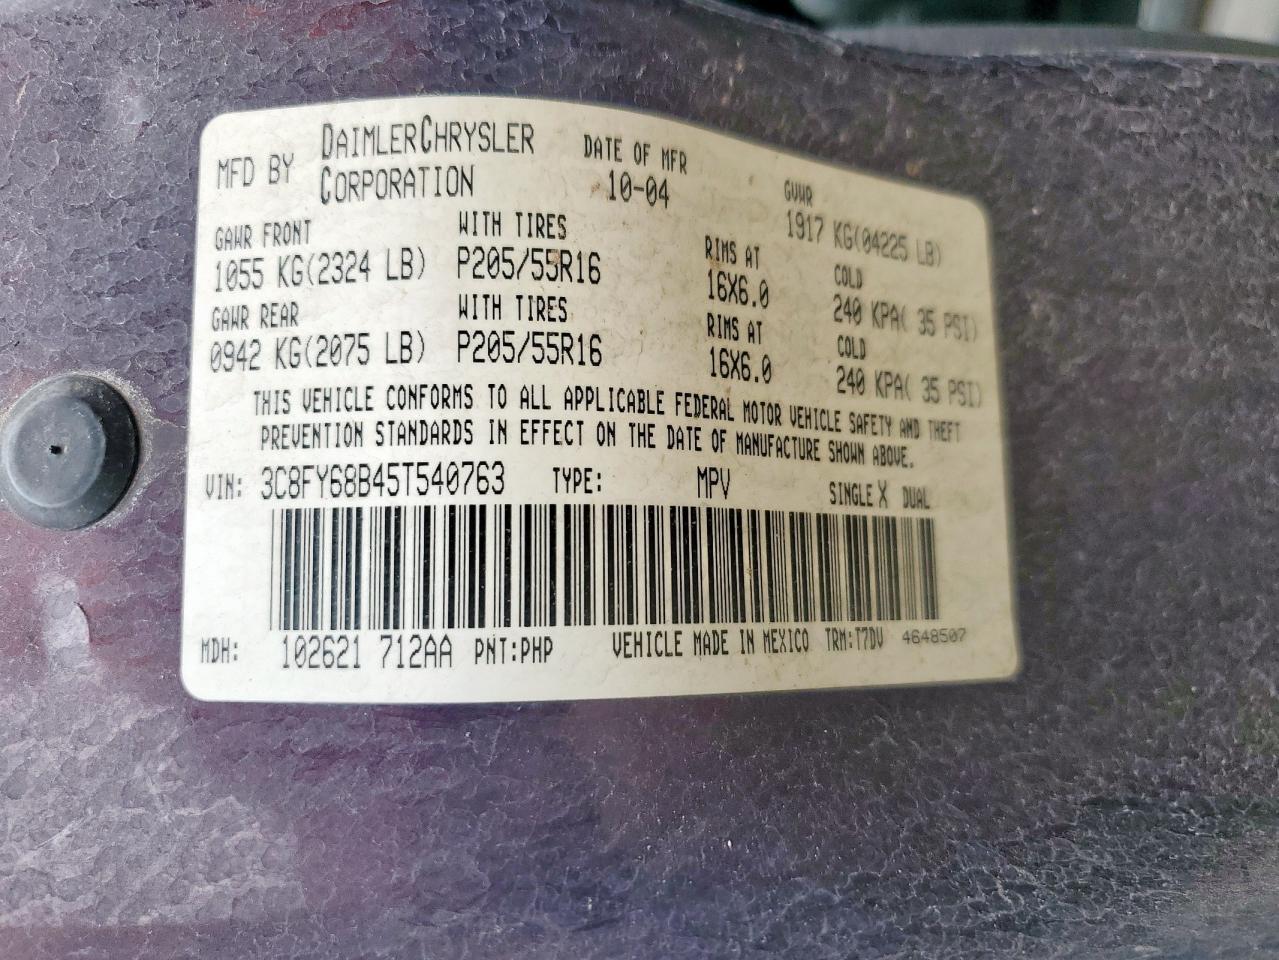 MFD BY DAIMLERCHRYSLER CORPORATION DATE OF MFR 10-04 GVWR 1917 KG(04225 LB)
GAWR FRONT WITH TIRES RIMS AT COLD
1055 KG(2324 LB) P205/55R16 16X6.0 240 KPA( 35 PSI)
GAWR REAR WITH TIRES RIMS AT COLD
0942 KG(2075 LB) P205/55R16 16X6.0 240 KPA( 35 PSI)
THIS VEHICLE CONFORMS TO ALL APPLICABLE FEDERAL MOTOR VEHICLE SAFETY AND THEFT
PREVENTION STANDARDS IN EFFECT ON THE DATE OF MANUFACTURE SHOWN ABOVE.
VIN: 3C8FY68B45T540763 TYPE: MPV SINGLE X DUAL
MDH: 102621 712AA PNT:PHP VEHICLE MADE IN MEXICO TRM:T7DV 4648507